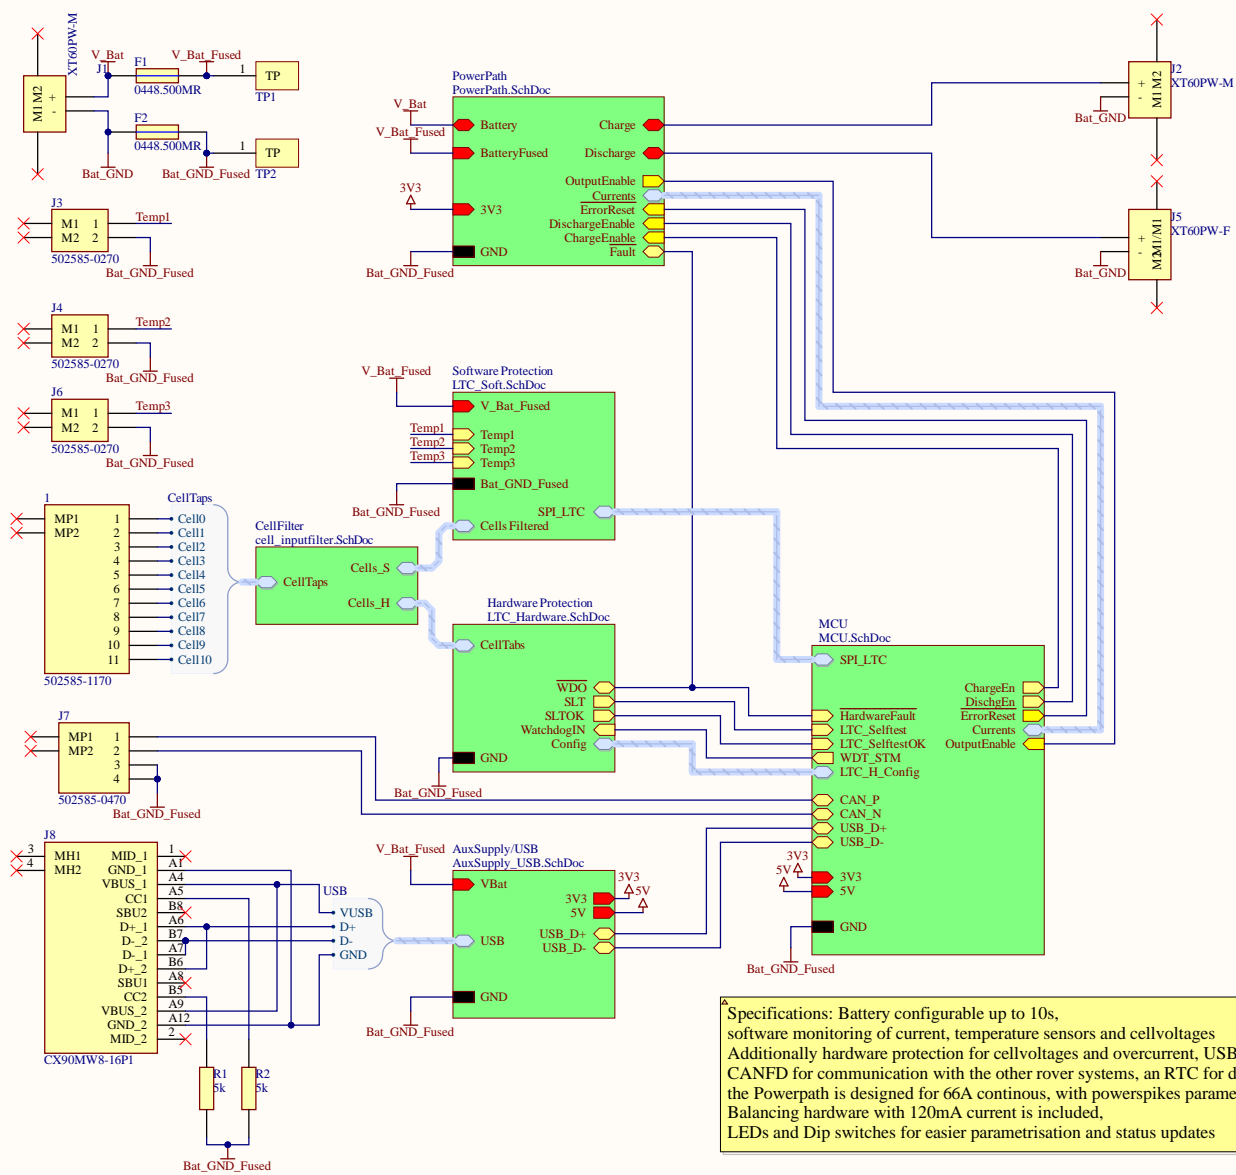 XT60PW-M
V_Bat
J1
F1
V_Bat_Fused
M1 M2
+
-
0448.500MR
1
TP
TP1
F2
0448.500MR
1
TP
TP2
Bat_GND
Bat_GND_Fused
J3
M1 1
M2 2
Temp1
502585-0270
Bat_GND_Fused
J4
M1 1
M2 2
Temp2
502585-0270
Bat_GND_Fused
J6
M1 1
M2 2
Temp3
502585-0270
Bat_GND_Fused
PowerPath
PowerPath.SchDoc
V_Bat
V_Bat_Fused
3V3
Bat_GND_Fused
Battery
BatteryFused
3V3
GND
Charge
Discharge
OutputEnable
Currents
ErrorReset
DischargeEnable
ChargeEnable
Fault
J2
XT60PW-M
M1 M2
+
-
Bat_GND
J5
XT60PW-F
M1/M1
+
-
Bat_GND
Software Protection
LTC_Soft.SchDoc
V_Bat_Fused
V_Bat_Fused
Temp1 Temp1
Temp2 Temp2
Temp3 Temp3
Bat_GND_Fused
Bat_GND_Fused
SPI_LTC
Cells Filtered
1
CellTaps
MP1 1 Cell0
MP2 2 Cell1
3 Cell2
4 Cell3
5 Cell4
6 Cell5
7 Cell6
8 Cell7
9 Cell8
10 Cell9
11 Cell10
502585-1170
CellFilter
cell_inputfilter.SchDoc
CellTaps
Cells_S
Cells_H
Hardware Protection
LTC_Hardware.SchDoc
CellTabs
WDO
SLT
SLTOK
WatchdogIN
Config
GND
Bat_GND_Fused
MCU
MCU.SchDoc
SPI_LTC
HardwareFault
LTC_Selftest
LTC_SelftestOK
WDT_STM
LTC_H_Config
CAN_P
CAN_N
USB_D+
USB_D-
3V3
3V3
5V
5V
GND
Bat_GND_Fused
ChargeEn
DischgEn
ErrorReset
Currents
OutputEnable
J7
MP1 1
MP2 2
3
4
502585-0470
Bat_GND_Fused
J8
3 MH1
4 MH2
MID_1 1
GND_1 A1
VBUS_1 A4
CC1 A5
SBU2 B8
D+_1 A6
D-_2 B7
D-_1 A7
D+_2 B6
SBU1 A8
CC2 B5
VBUS_2 A9
GND_2 A12
MID_2 2
CX90MW8-16P1
USB
VUSB
D+
D-
GND
R1
5k
R2
5k
Bat_GND_Fused
AuxSupply/USB
AuxSupply_USB.SchDoc
V_Bat_Fused
VBat
3V3
3V3
5V
5V
USB_D+
USB_D-
USB
GND
Bat_GND_Fused
Specifications: Battery configurable up to 10s,
software monitoring of current, temperature sensors and cellvoltages
Additionally hardware protection for cellvoltages and overcurrent, USB
CANFD for communication with the other rover systems, an RTC for d
the Powerpath is designed for 66A continous, with powerspikes parame
Balancing hardware with 120mA current is included,
LEDs and Dip switches for easier parametrisation and status updates